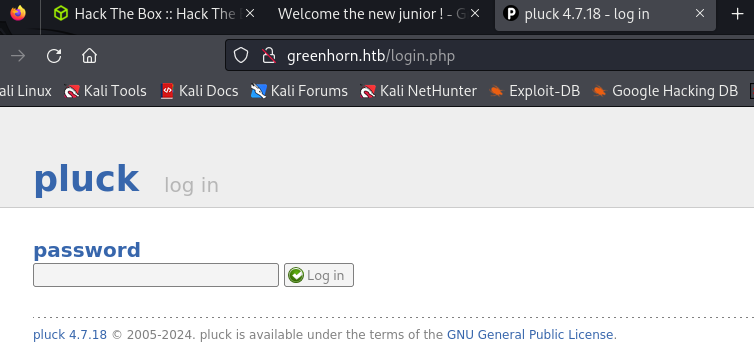 Hack The Box :: Hack The
Welcome the new junior ! - G
pluck 4.7.18 - log in
greenhorn.htb/login.php
ali Linux
Kali Tools
Kali Docs
Kali Forums
Kali NetHunter
Exploit-DB
Google Hacking DB
pluck log in
password
Log in
pluck 4.7.18 © 2005-2024. pluck is available under the terms of the GNU General Public License.